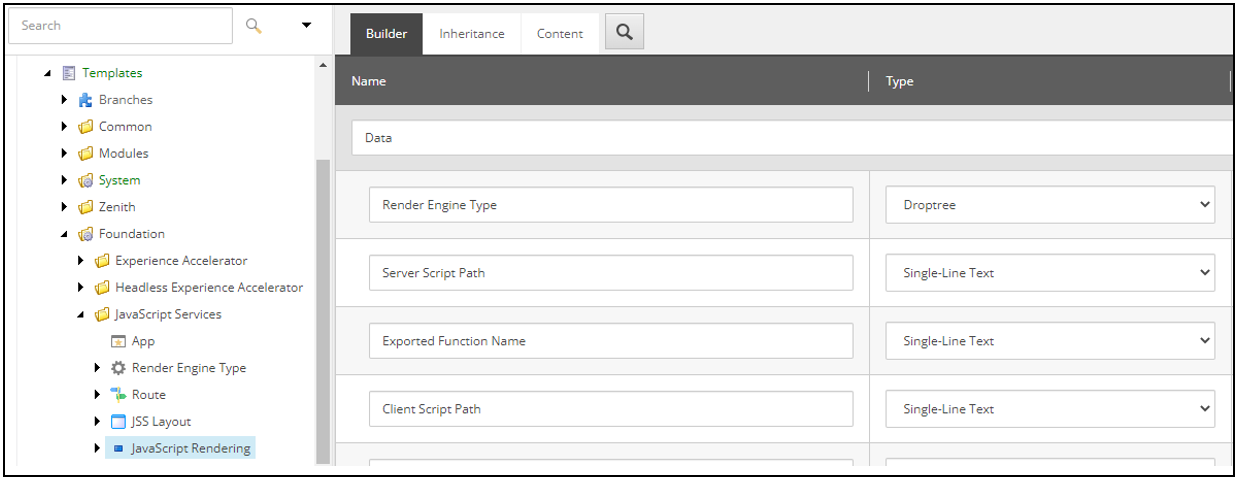 Search
Templates
Branches
Common
Modules
System
Zenith
Foundation
Experience Accelerator
Headless Experience Accelerator
JavaScript Services
App
Render Engine Type
Route
JSS Layout
JavaScript Rendering
Builder Inheritance Content
Name Type
Data
Render Engine Type Droptree
Server Script Path Single-Line Text
Exported Function Name Single-Line Text
Client Script Path Single-Line Text